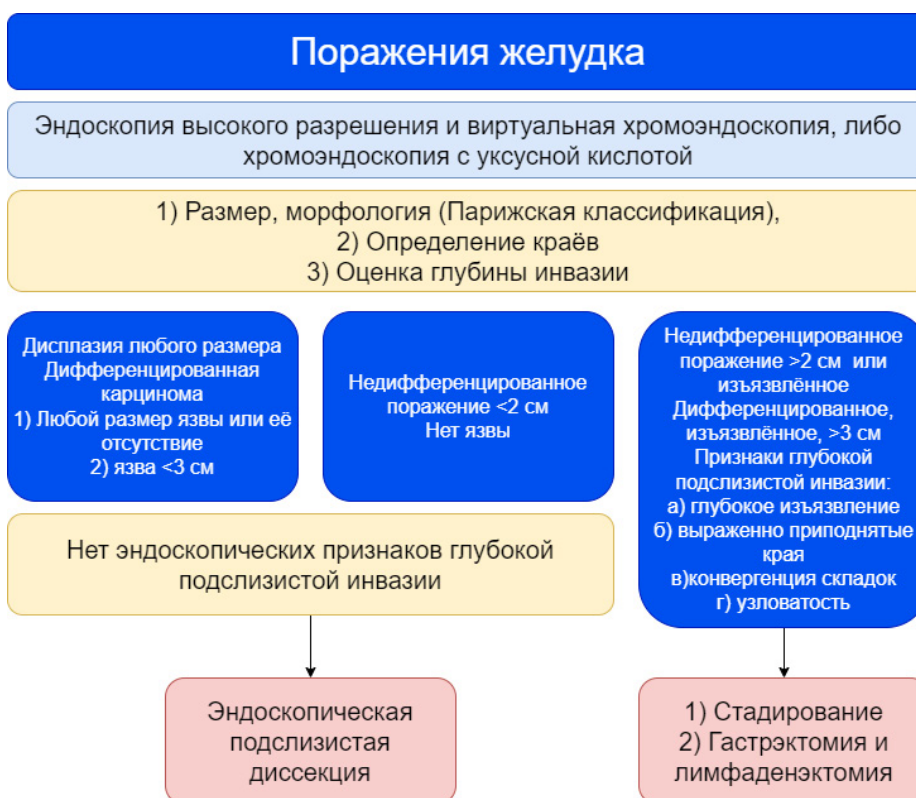 Поражения желудка
Эндоскопия высокого разрешения и виртуальная хромоэндоскопия, либо
хромоэндоскопия с уксусной кислотой
1) Размер, морфология (Парижская классификация),
2) Определение краёв
3) Оценка глубины инвазии
Дисплазия любого размера
Дифференцированная
карцинома
1) Любой размер язвы или её
отсутствие
2) язва <3 см
Недифференцированное
поражение <2 см
Нет язвы
Недифференцированное
поражение >2 см или
изъязвлённое
Дифференцированное,
изъязвлённое, >3 см
Признаки глубокой
подслизистой инвазии:
а) глубокое изъязвление
б) выраженно приподнятые
края
в)конвергенция складок
г) узловатость
Нет эндоскопических признаков глубокой
подслизистой инвазии
Эндоскопическая
подслизистая
диссекция
1) Стадирование
2) Гастрэктомия и
лимфаденэктомия